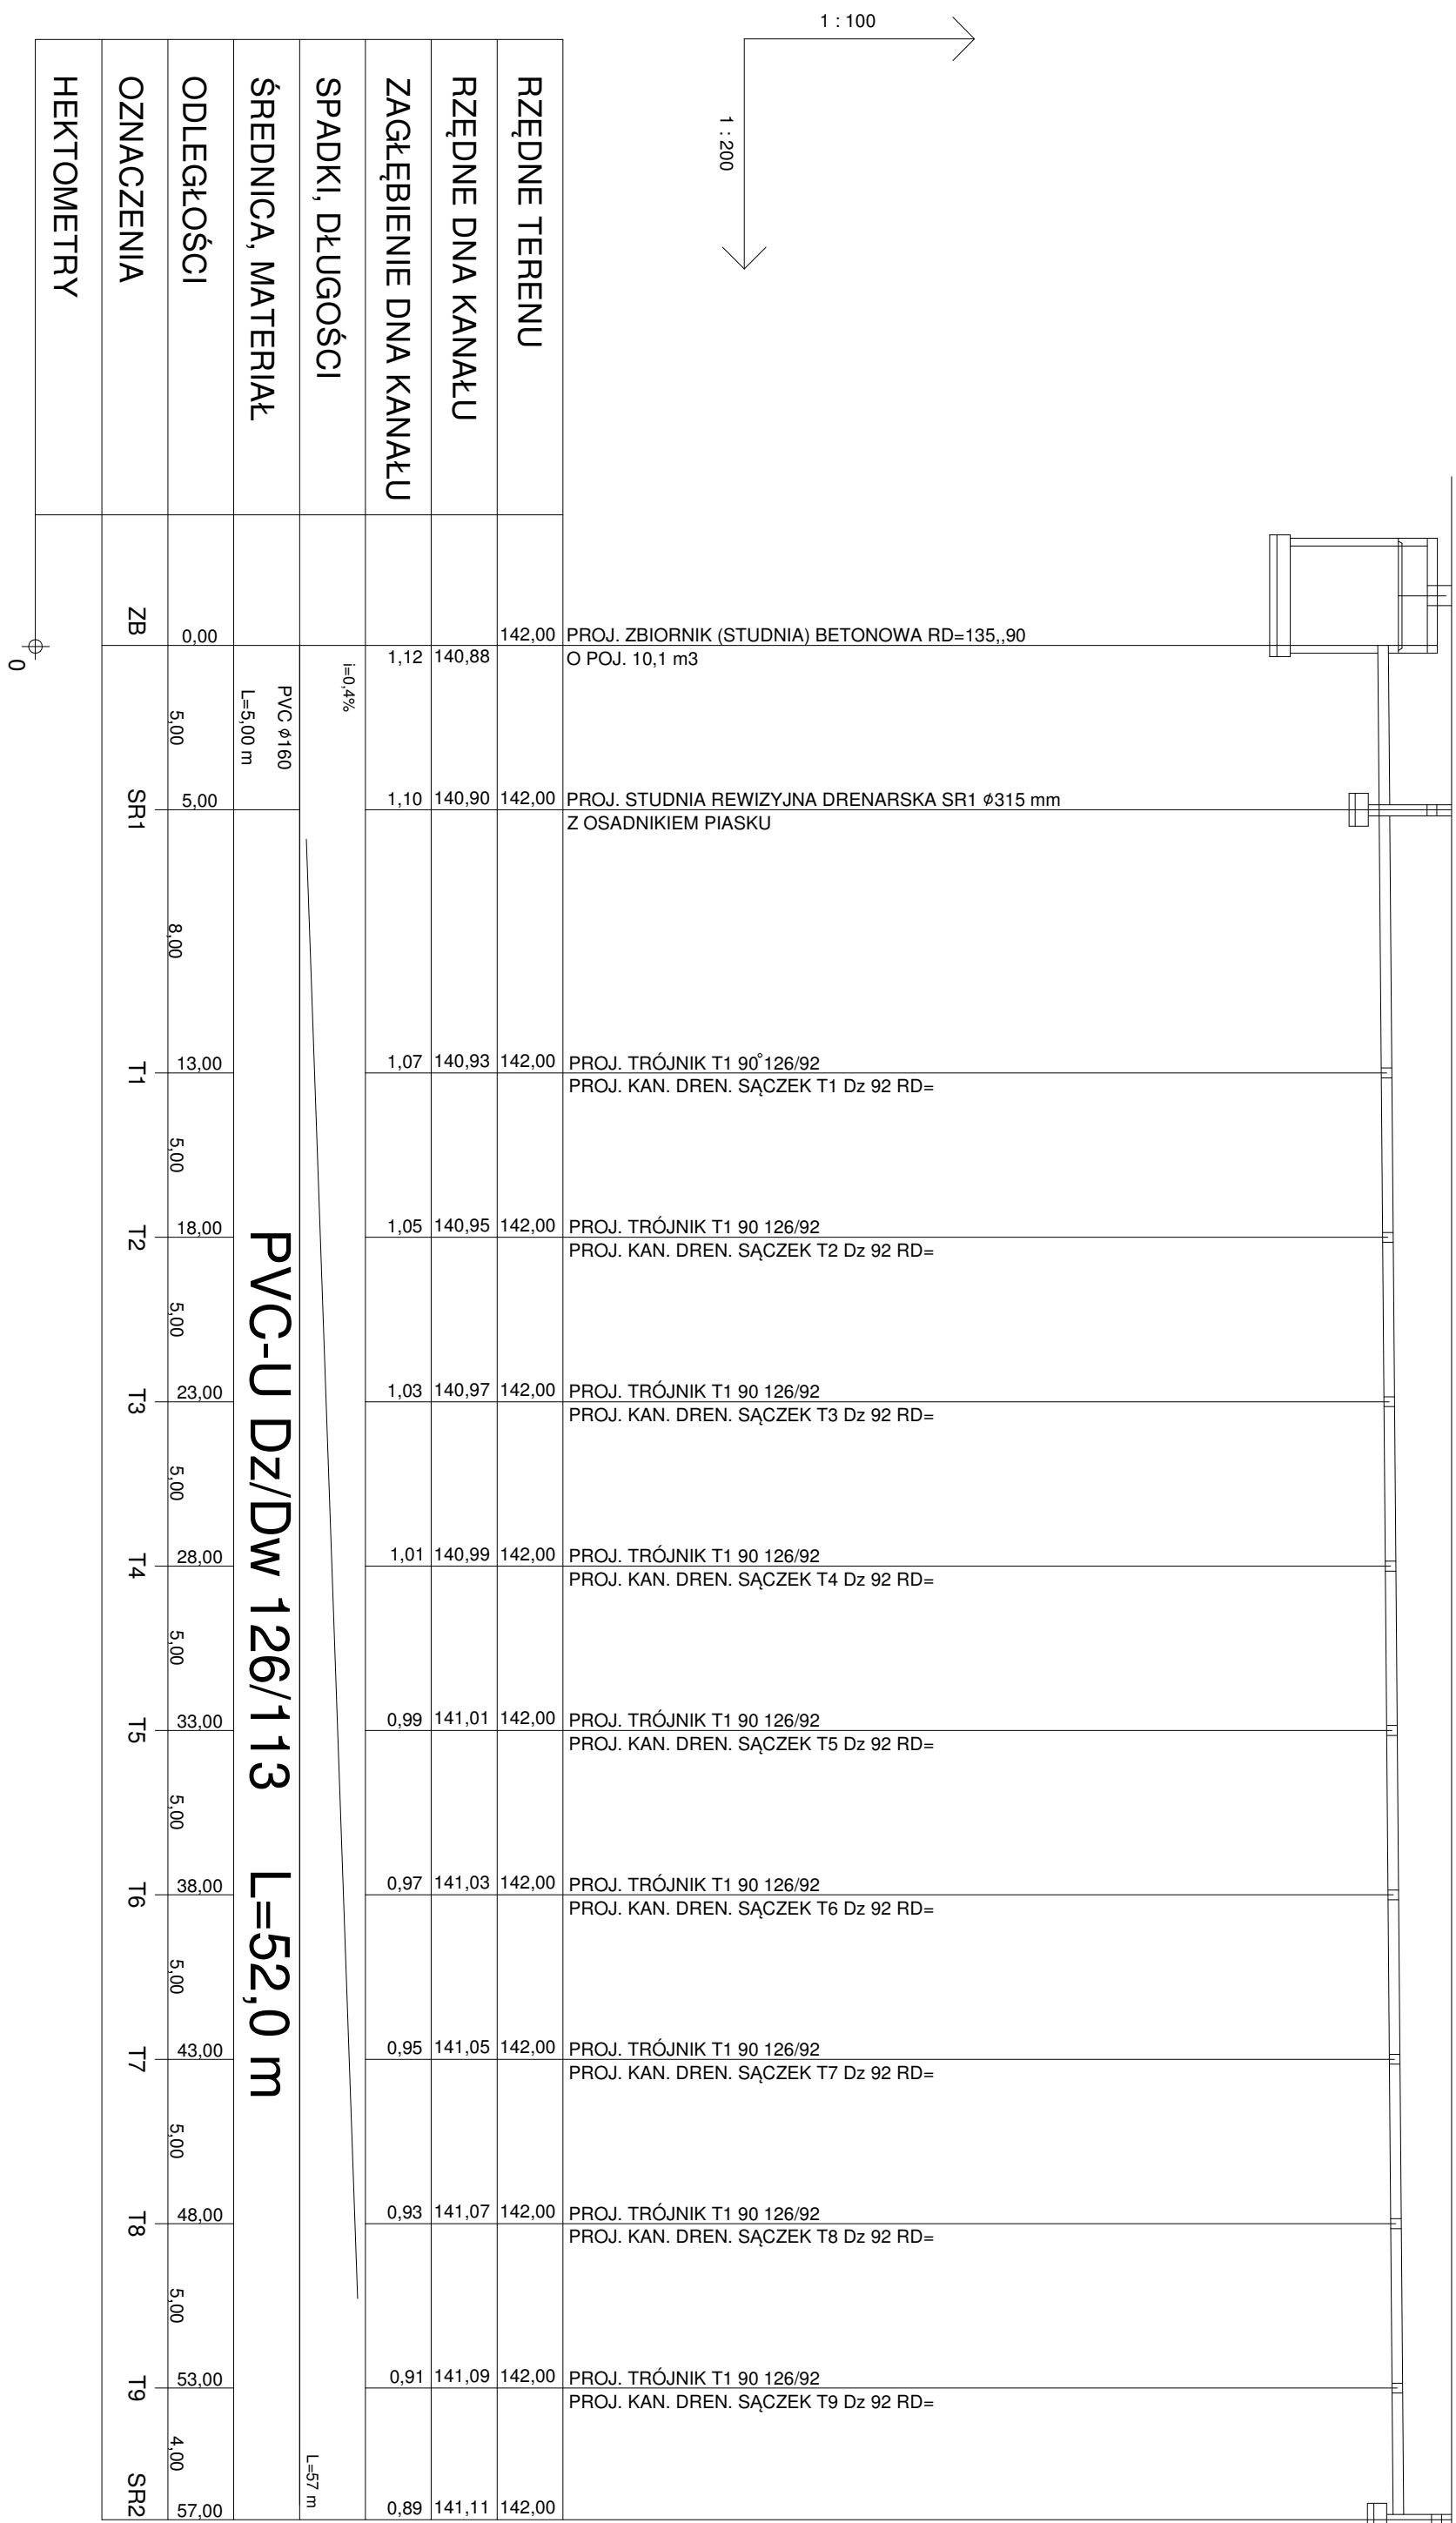 1 : 100
1 : 200
RZĘDNE TERENU
RZĘDNE DNA KANAŁU
ZAGŁĘBIENIE DNA KANAŁU
SPADKI, DŁUGOŚCI
ŚREDNICA, MATERIAŁ
ODLEGŁOŚCI
OZNACZENIA
HEKTOMETRY
0
ZB
0,00
142,00
PROJ. ZBIORNIK (STUDNIA) BETONOWA RD=135,,90
1,12
140,88
O POJ. 10,1 m3
i=0,4%
PVC ϕ160
L=5,00 m
5,00
SR1
5,00
1,10
140,90
142,00
PROJ. STUDNIA REWIZYJNA DRENARSKA SR1 ϕ315 mm
Z OSADNIKIEM PIASKU
8,00
T1
13,00
1,07
140,93
142,00
PROJ. TRÓJNIK T1 90°126/92
PROJ. KAN. DREN. SĄCZEK T1 Dz 92 RD=
5,00
T2
18,00
1,05
140,95
142,00
PROJ. TRÓJNIK T1 90 126/92
PROJ. KAN. DREN. SĄCZEK T2 Dz 92 RD=
5,00
T3
23,00
1,03
140,97
142,00
PROJ. TRÓJNIK T1 90 126/92
PROJ. KAN. DREN. SĄCZEK T3 Dz 92 RD=
PVC-U Dz/Dw 126/113 L=52,0 m
5,00
T4
28,00
1,01
140,99
142,00
PROJ. TRÓJNIK T1 90 126/92
PROJ. KAN. DREN. SĄCZEK T4 Dz 92 RD=
5,00
T5
33,00
0,99
141,01
142,00
PROJ. TRÓJNIK T1 90 126/92
PROJ. KAN. DREN. SĄCZEK T5 Dz 92 RD=
5,00
T6
38,00
0,97
141,03
142,00
PROJ. TRÓJNIK T1 90 126/92
PROJ. KAN. DREN. SĄCZEK T6 Dz 92 RD=
5,00
T7
43,00
0,95
141,05
142,00
PROJ. TRÓJNIK T1 90 126/92
PROJ. KAN. DREN. SĄCZEK T7 Dz 92 RD=
5,00
T8
48,00
0,93
141,07
142,00
PROJ. TRÓJNIK T1 90 126/92
PROJ. KAN. DREN. SĄCZEK T8 Dz 92 RD=
5,00
T9
53,00
0,91
141,09
142,00
PROJ. TRÓJNIK T1 90 126/92
PROJ. KAN. DREN. SĄCZEK T9 Dz 92 RD=
4,00
L=57 m
SR2
57,00
0,89
141,11
142,00